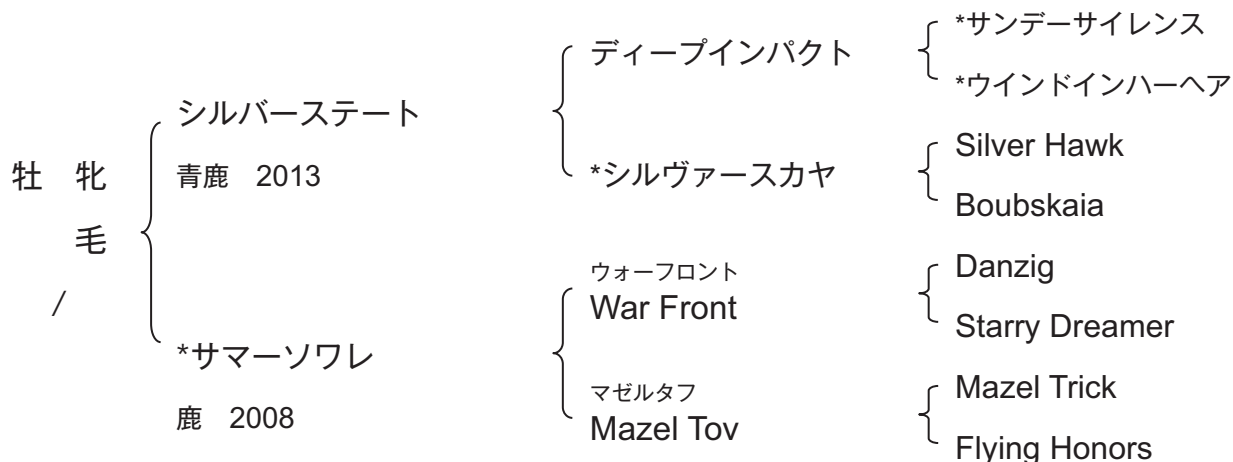 牡 牝
毛
/
シルバーステート
青鹿 2013
*サマーソワレ
鹿 2008
ディープインパクト
*シルヴァースカヤ
ウォーフロント
War Front
マゼルタフ
Mazel Tov
*サンデーサイレンス
*ウインドインハーヘア
Silver Hawk
Boubskaia
Danzig
Starry Dreamer
Mazel Trick
Flying Honors